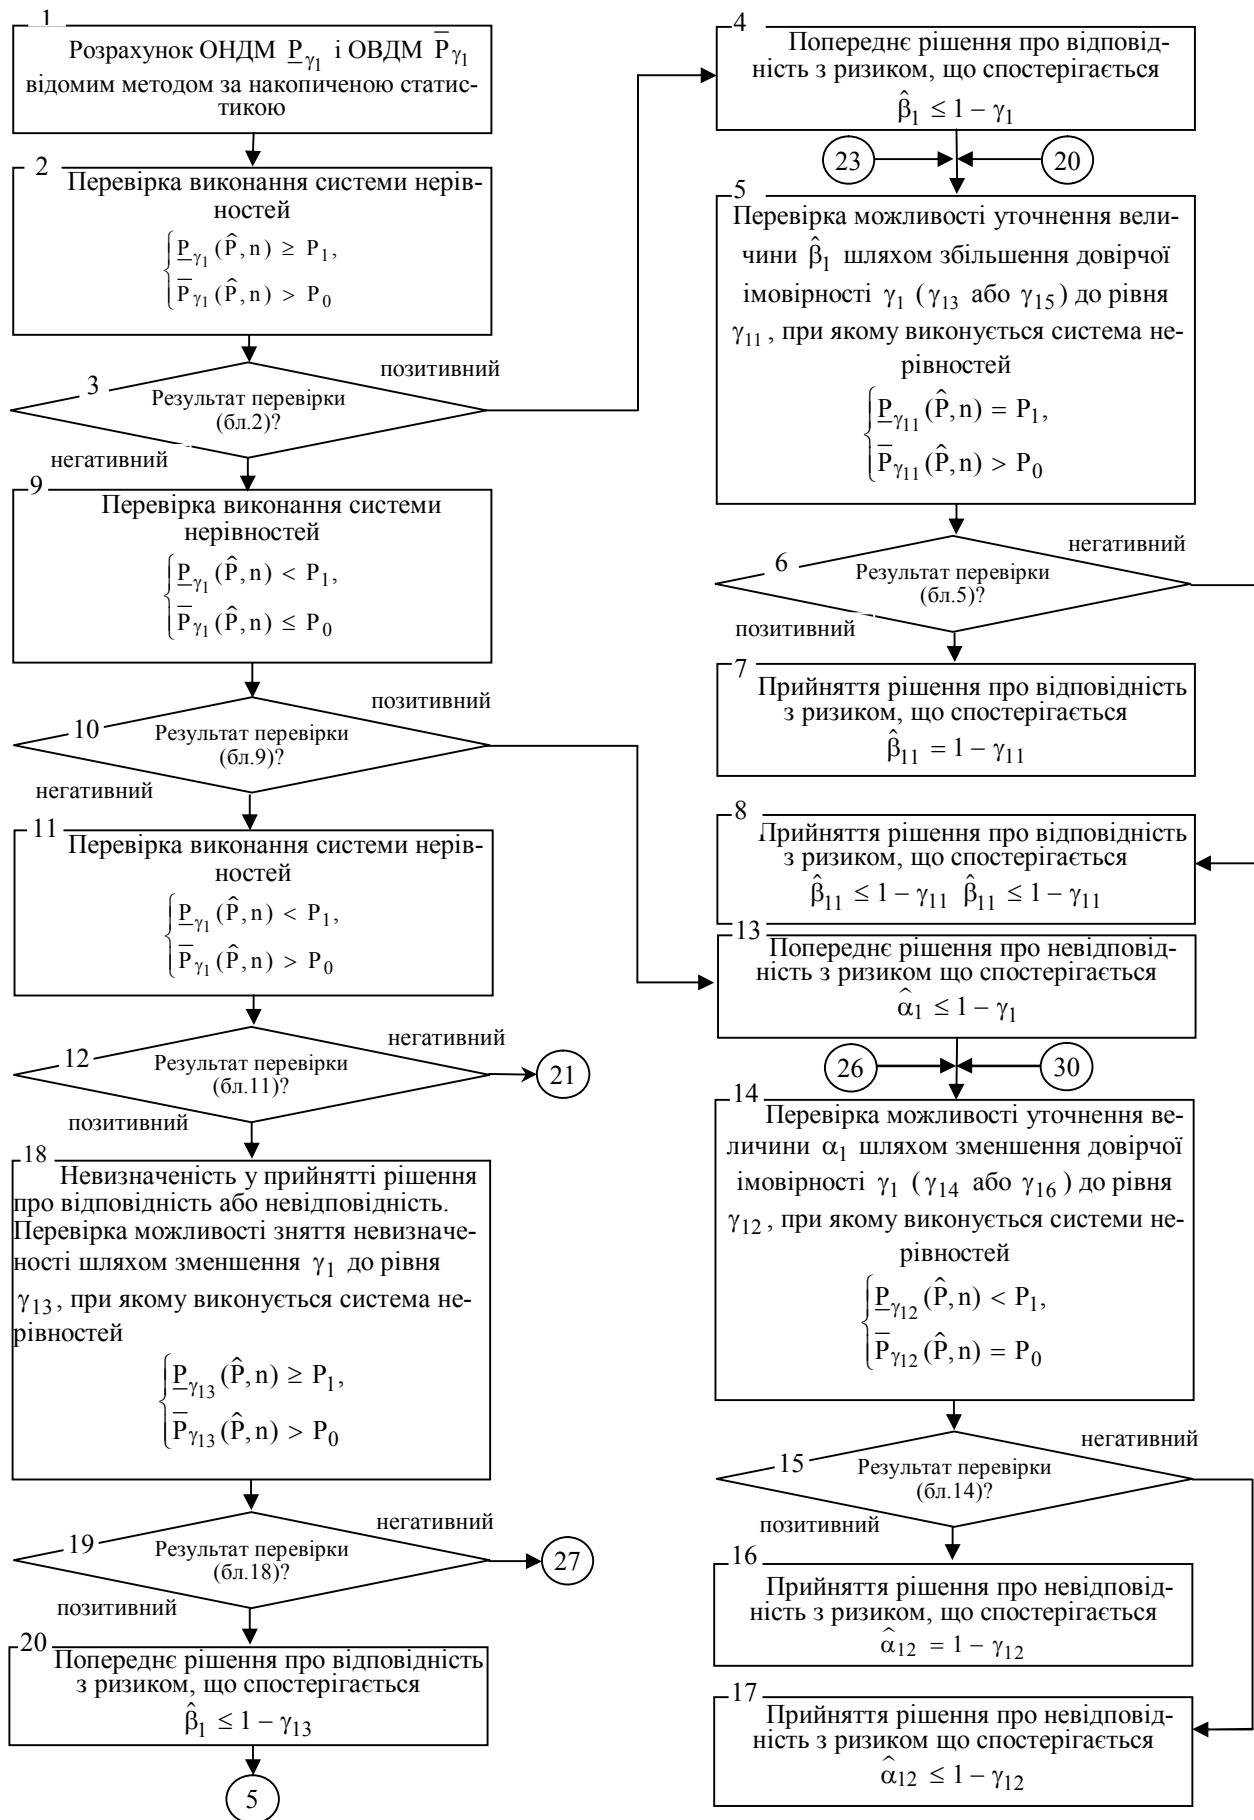 1
Розрахунок ОНДМ P̲γ₁ і ОВДМ P̅γ₁
відомим методом за накопиченою статис-
тикою
2
Перевірка виконання системи нерів-
ностей
P̲γ₁(P̂, n) ≥ P₁,
P̅γ₁(P̂, n) > P₀
3
позитивний
Результат перевірки
(бл.2)?
негативний
9
Перевірка виконання системи
нерівностей
P̲γ₁(P̂, n) < P₁,
P̅γ₁(P̂, n) ≤ P₀
позитивний
10
Результат перевірки
(бл.9)?
негативний
11
Перевірка виконання системи нерів-
ностей
P̲γ₁(P̂, n) < P₁,
P̅γ₁(P̂, n) > P₀
негативний
12
Результат перевірки
(бл.11)?
21
позитивний
18
Невизначеність у прийнятті рішення
про відповідність або невідповідність.
Перевірка можливості зняття невизначе-
ності шляхом зменшення γ₁ до рівня
γ₁₃, при якому виконується система не-
рівностей
P̲γ₁₃(P̂, n) ≥ P₁,
P̅γ₁₃(P̂, n) > P₀
негативний
19
Результат перевірки
(бл.18)?
27
позитивний
20
Попереднє рішення про відповідність
з ризиком, що спостерігається
β̂₁ ≤ 1 − γ₁₃
5
4
Попереднє рішення про відповід-
ність з ризиком, що спостерігається
β̂₁ ≤ 1 − γ₁
23 20
5
Перевірка можливості уточнення вели-
чини β̂₁ шляхом збільшення довірчої
імовірності γ₁ (γ₁₃ або γ₁₅) до рівня
γ₁₁, при якому виконується система не-
рівностей
P̲γ₁₁(P̂, n) = P₁,
P̅γ₁₁(P̂, n) > P₀
негативний
6
Результат перевірки
(бл.5)?
позитивний
7
Прийняття рішення про відповідність
з ризиком, що спостерігається
β̂₁₁ = 1 − γ₁₁
8
Прийняття рішення про відповідність
з ризиком, що спостерігається
β̂₁₁ ≤ 1 − γ₁₁ β̂₁₁ ≤ 1 − γ₁₁
13
Попереднє рішення про невідповід-
ність з ризиком що спостерігається
α̂₁ ≤ 1 − γ₁
26 30
14
Перевірка можливості уточнення ве-
личини α₁ шляхом зменшення довірчої
імовірності γ₁ (γ₁₄ або γ₁₆) до рівня
γ₁₂, при якому виконується системи не-
рівностей
P̲γ₁₂(P̂, n) < P₁,
P̅γ₁₂(P̂, n) = P₀
негативний
15
Результат перевірки
(бл.14)?
позитивний
16
Прийняття рішення про невідповід-
ність з ризиком, що спостерігається
α̂₁₂ = 1 − γ₁₂
17
Прийняття рішення про невідповід-
ність з ризиком що спостерігається
α̂₁₂ ≤ 1 − γ₁₂